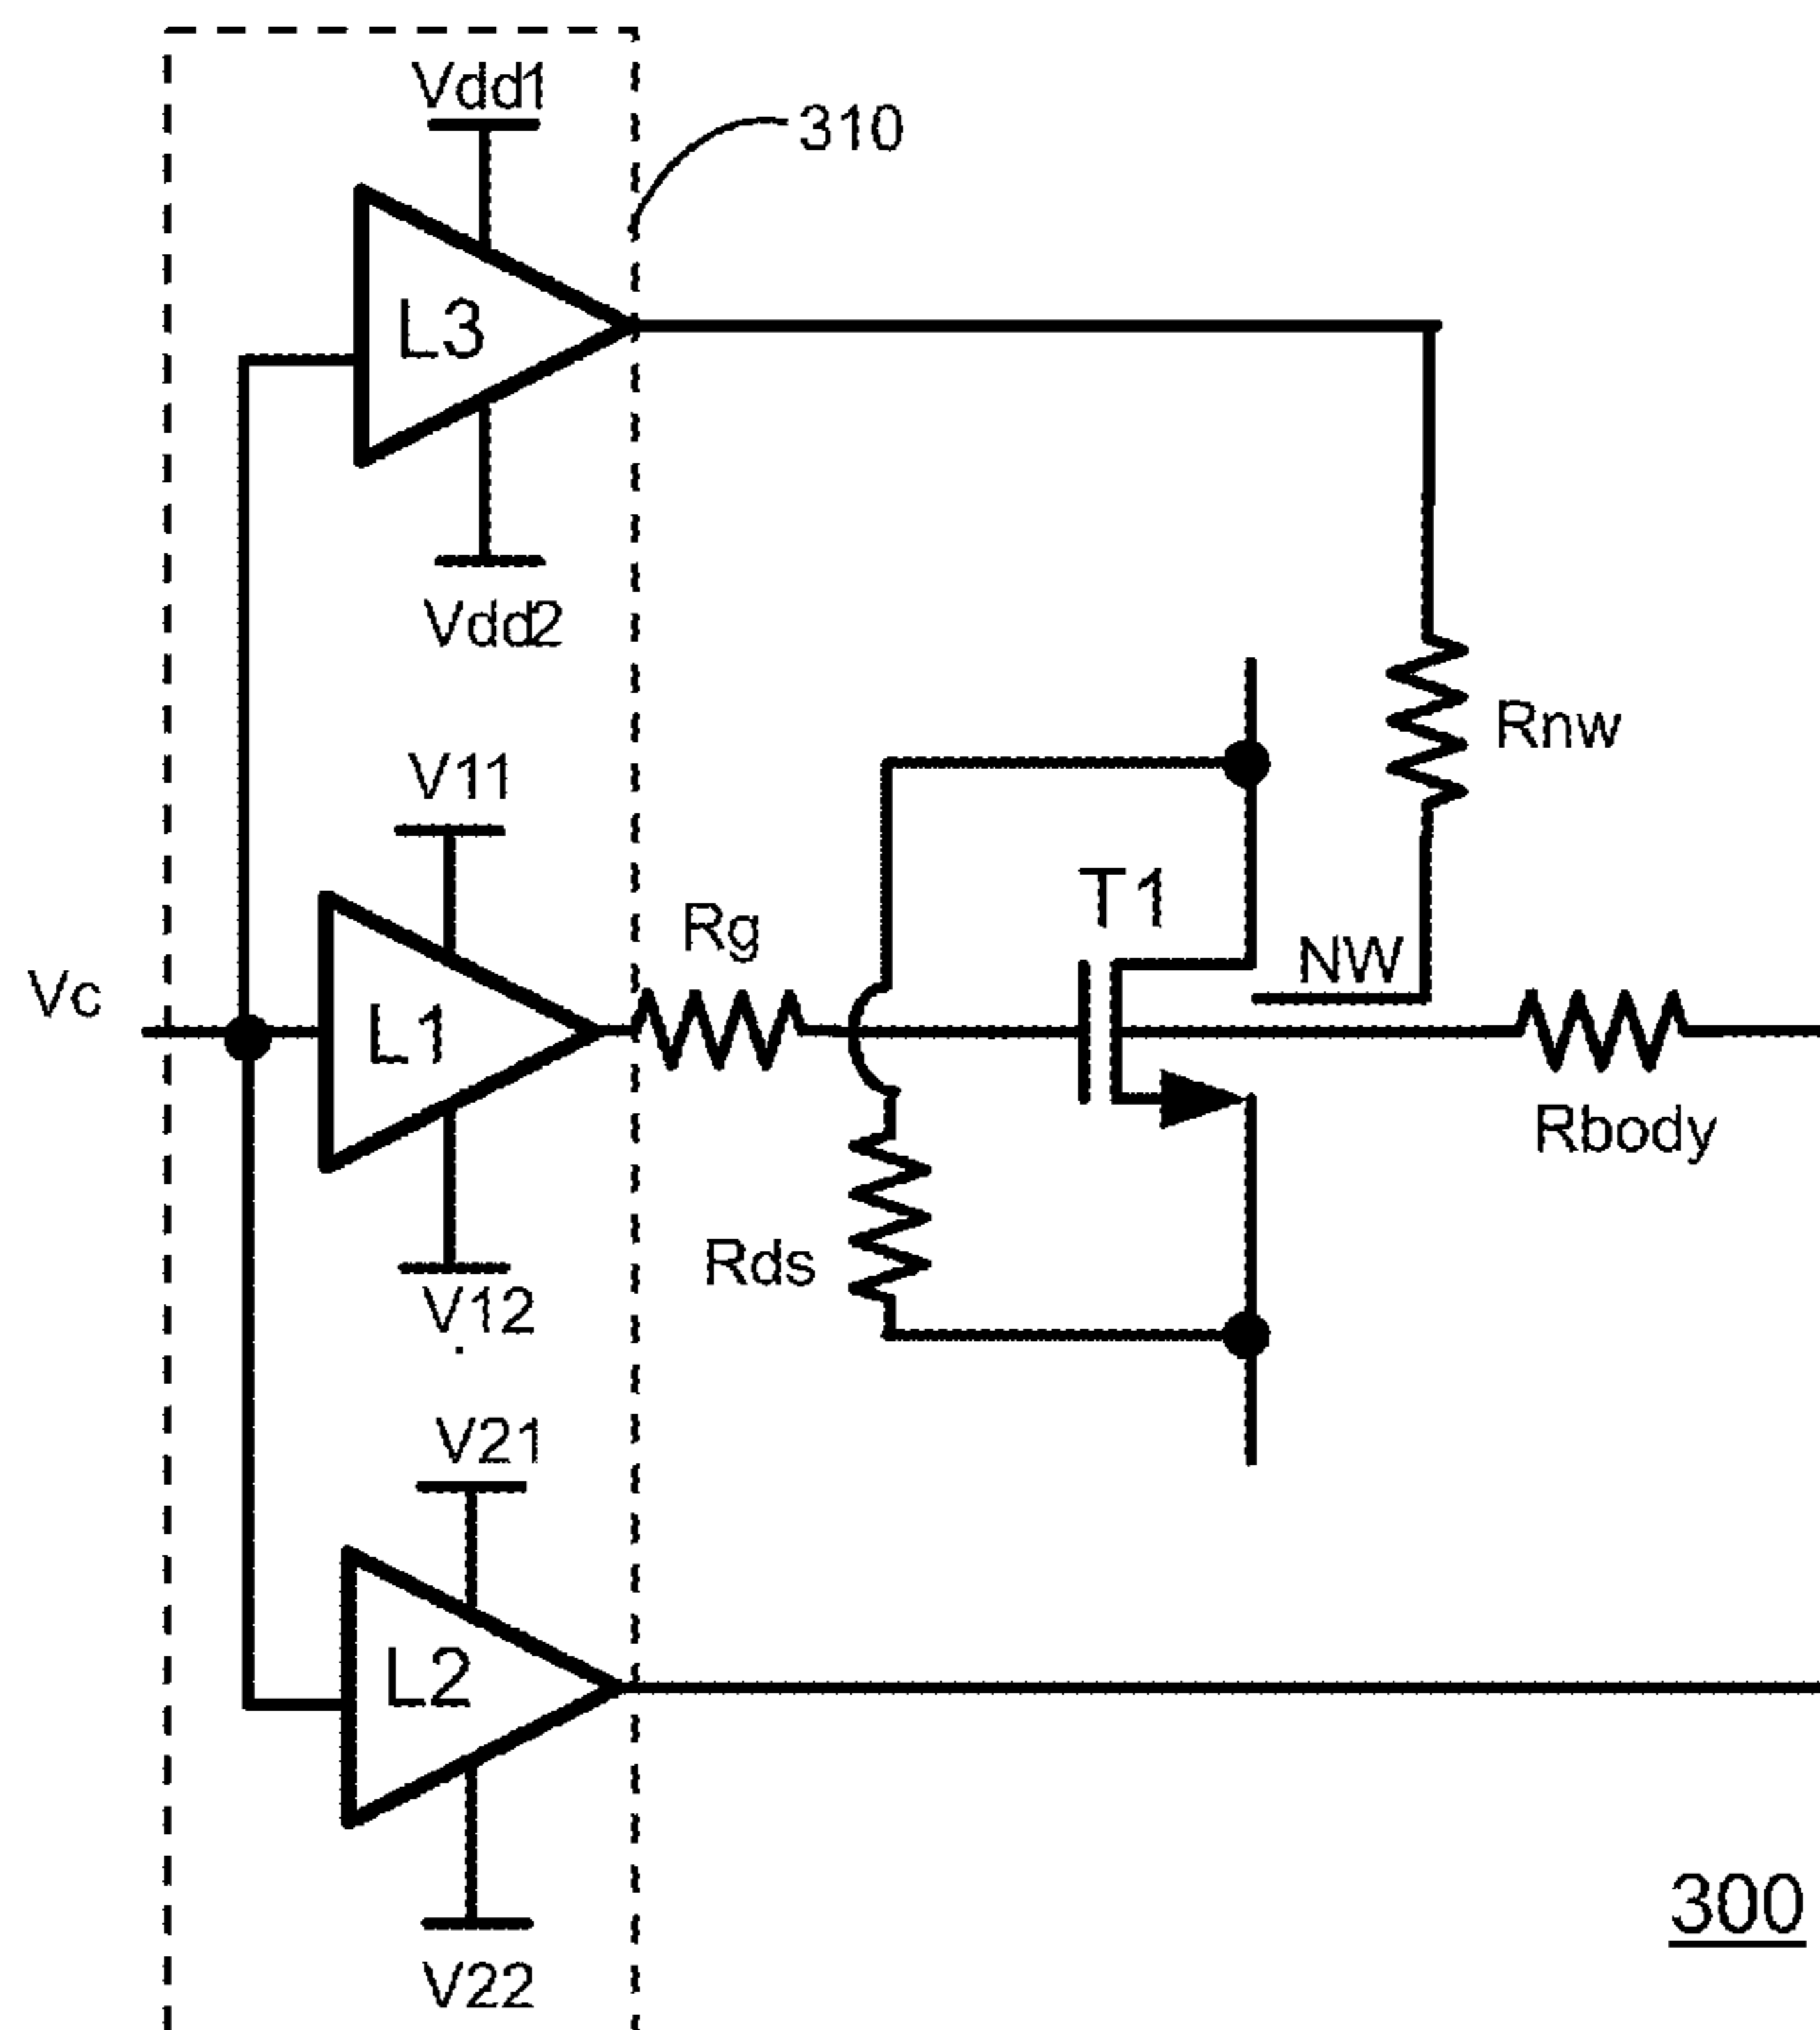 Vdd1
310
L3
Vdd2
Rnw
V11
T1
Rg
NW
Vc
L1
Rbody
Rds
V12
V21
L2
300
V22